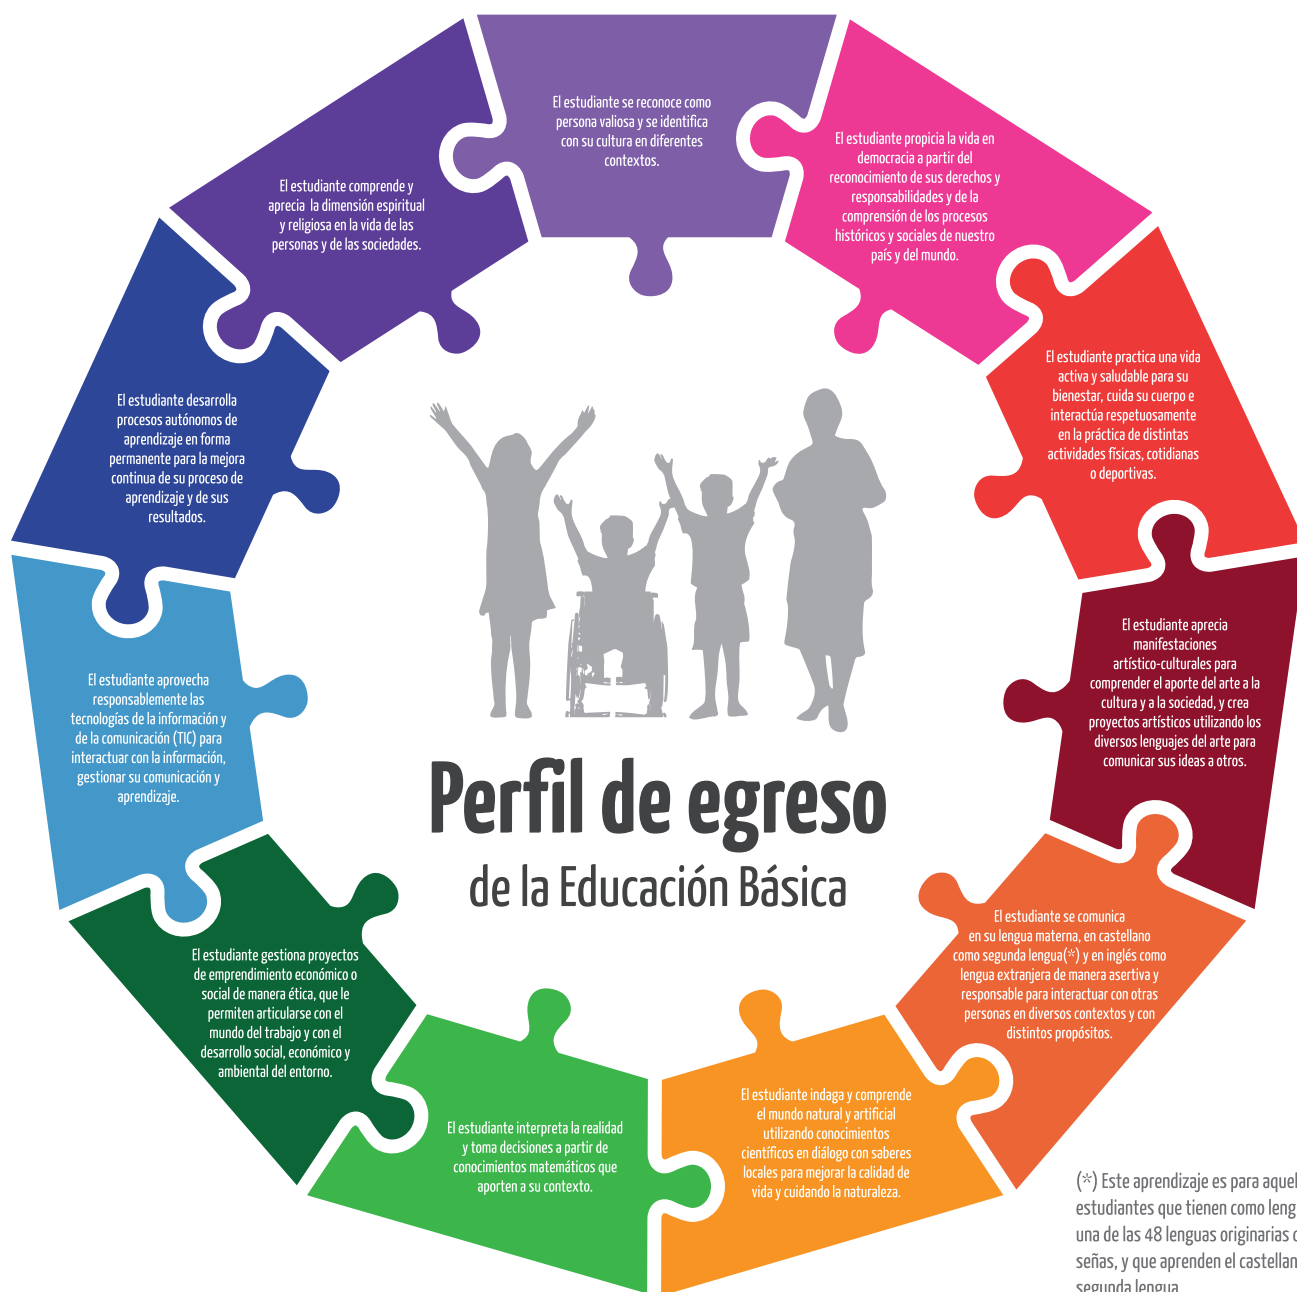 El estudiante se reconoce como
persona valiosa y se identifica
con su cultura en diferentes
contextos.
El estudiante propicia la vida en
democracia a partir del
reconocimiento de sus derechos y
responsabilidades y de la
comprensión de los procesos
históricos y sociales de nuestro
país y del mundo.
El estudiante practica una vida
activa y saludable para su
bienestar, cuida su cuerpo e
interactúa respetuosamente
en la práctica de distintas
actividades físicas, cotidianas
o deportivas.
El estudiante aprecia
manifestaciones
artístico-culturales para
comprender el aporte del arte a la
cultura y a la sociedad, y crea
proyectos artísticos utilizando los
diversos lenguajes del arte para
comunicar sus ideas a otros.
El estudiante se comunica
en su lengua materna, en castellano
como segunda lengua(*) y en inglés como
lengua extranjera de manera asertiva y
responsable para interactuar con otras
personas en diversos contextos y con
distintos propósitos.
El estudiante indaga y comprende
el mundo natural y artificial
utilizando conocimientos
científicos en diálogo con saberes
locales para mejorar la calidad de
vida y cuidando la naturaleza.
El estudiante interpreta la realidad
y toma decisiones a partir de
conocimientos matemáticos que
aporten a su contexto.
El estudiante gestiona proyectos
de emprendimiento económico o
social de manera ética, que le
permiten articularse con el
mundo del trabajo y con el
desarrollo social, económico y
ambiental del entorno.
El estudiante aprovecha
responsablemente las
tecnologías de la información y
de la comunicación (TIC) para
interactuar con la información,
gestionar su comunicación y
aprendizaje.
El estudiante desarrolla
procesos autónomos de
aprendizaje en forma
permanente para la mejora
continua de su proceso de
aprendizaje y de sus
resultados.
El estudiante comprende y
aprecia la dimensión espiritual
y religiosa en la vida de las
personas y de las sociedades.
Perfil de egreso
de la Educación Básica
(*) Este aprendizaje es para
estudiantes que tienen como
una de las 48 lenguas originarias
señas, y que aprenden el
segunda lengua.